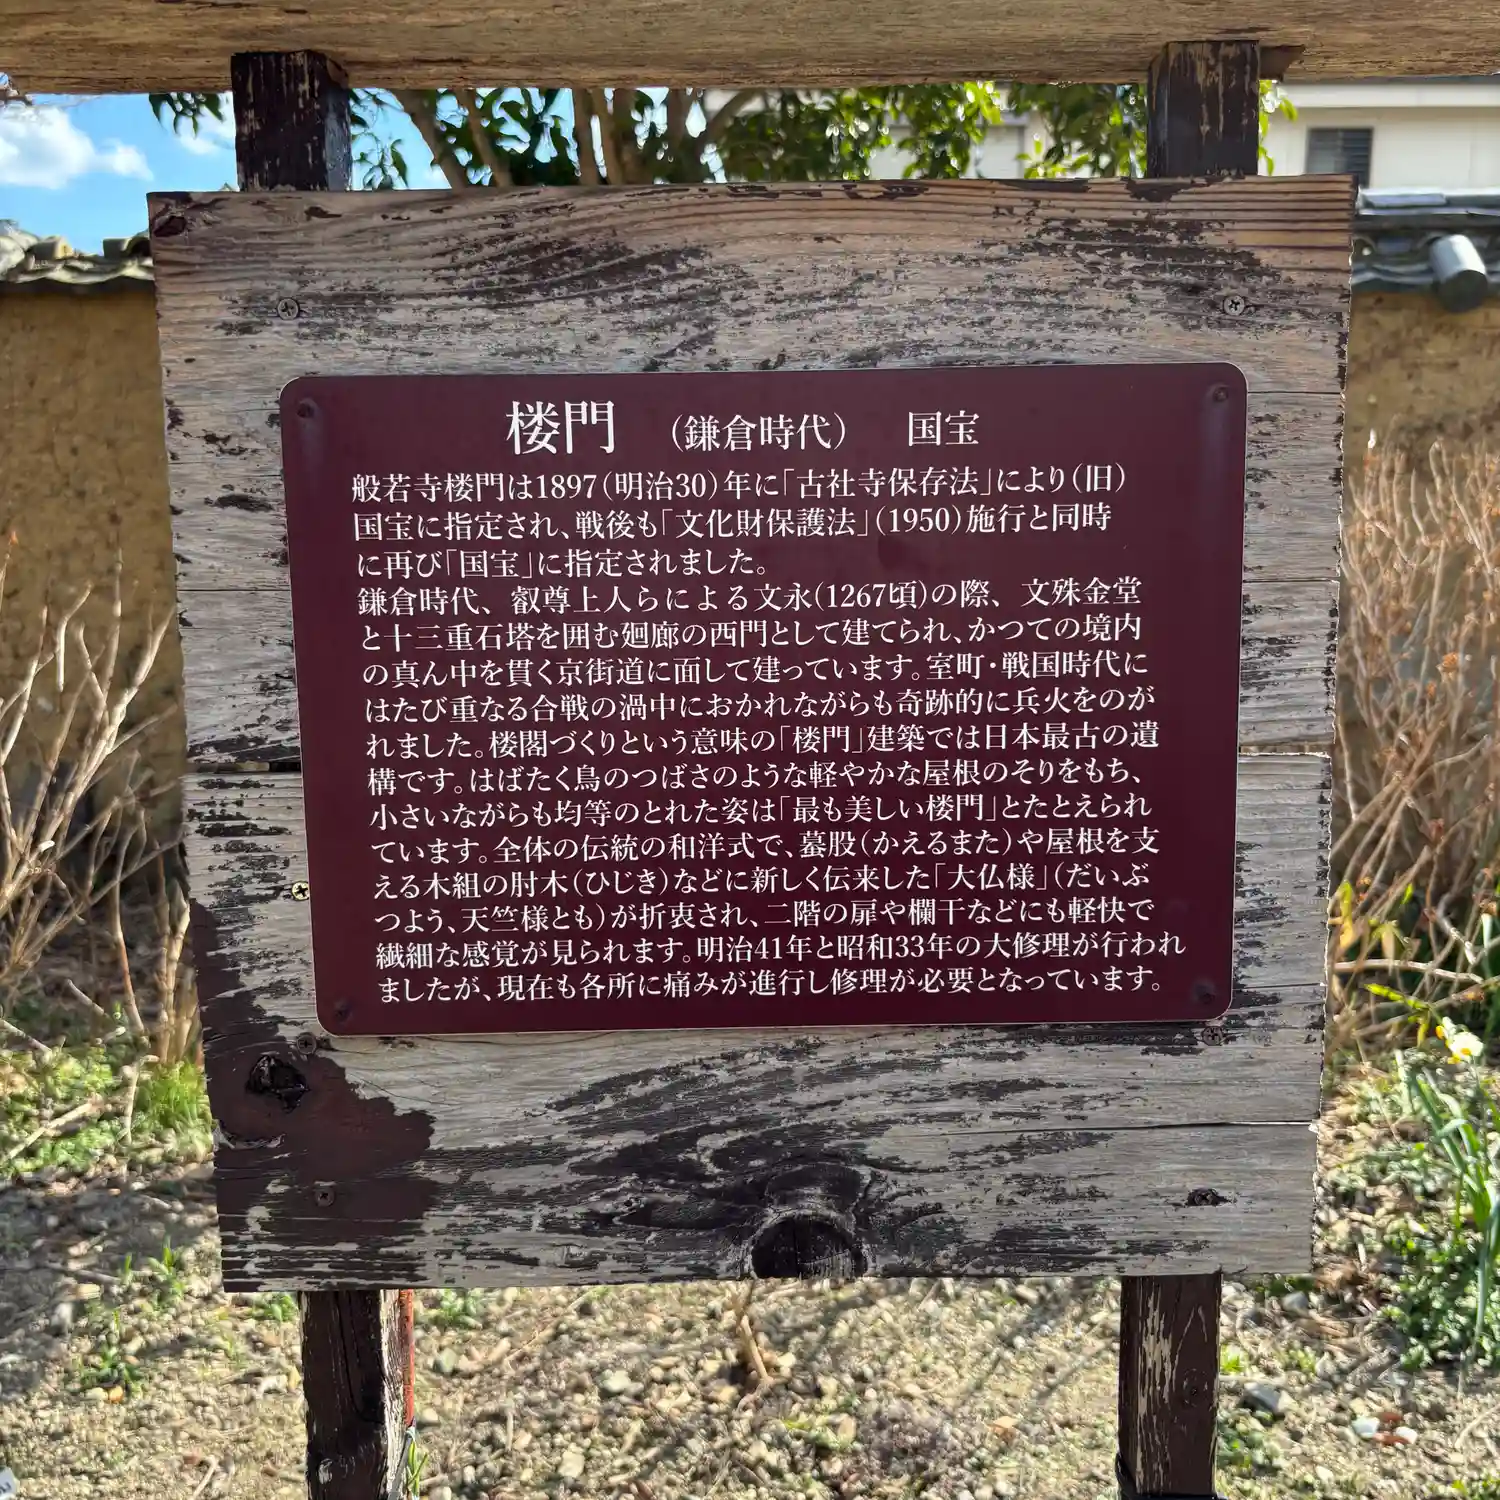 楼門 （鎌倉時代） 国宝
般若寺楼門は1897（明治30）年に「古社寺保存法」により（旧）
国宝に指定され、戦後も「文化財保護法」（1950）施行と同時
に再び「国宝」に指定されました。
鎌倉時代、叡尊上人らによる文永（1267頃）の際、文殊金堂
と十三重石塔を囲む廻廊の西門として建てられ、かつての境内
の真ん中を貫く京街道に面して建っています。室町・戦国時代に
はたび重なる合戦の渦中におかれながらも奇跡的に兵火をのが
れました。楼閣づくりという意味の「楼門」建築では日本最古の遺
構です。はばたく鳥のつばさのような軽やかな屋根のそりをもち、
小さいながらも均等のとれた姿は「最も美しい楼門」とたとえられ
ています。全体の伝統の和洋式で、蟇股（かえるまた）や屋根を支
える木組の肘木（ひじき）などに新しく伝来した「大仏様」（だいぶ
つよう、天竺様とも）が折衷され、二階の扉や欄干などにも軽快で
繊細な感覚が見られます。明治41年と昭和33年の大修理が行われ
ましたが、現在も各所に痛みが進行し修理が必要となっています。